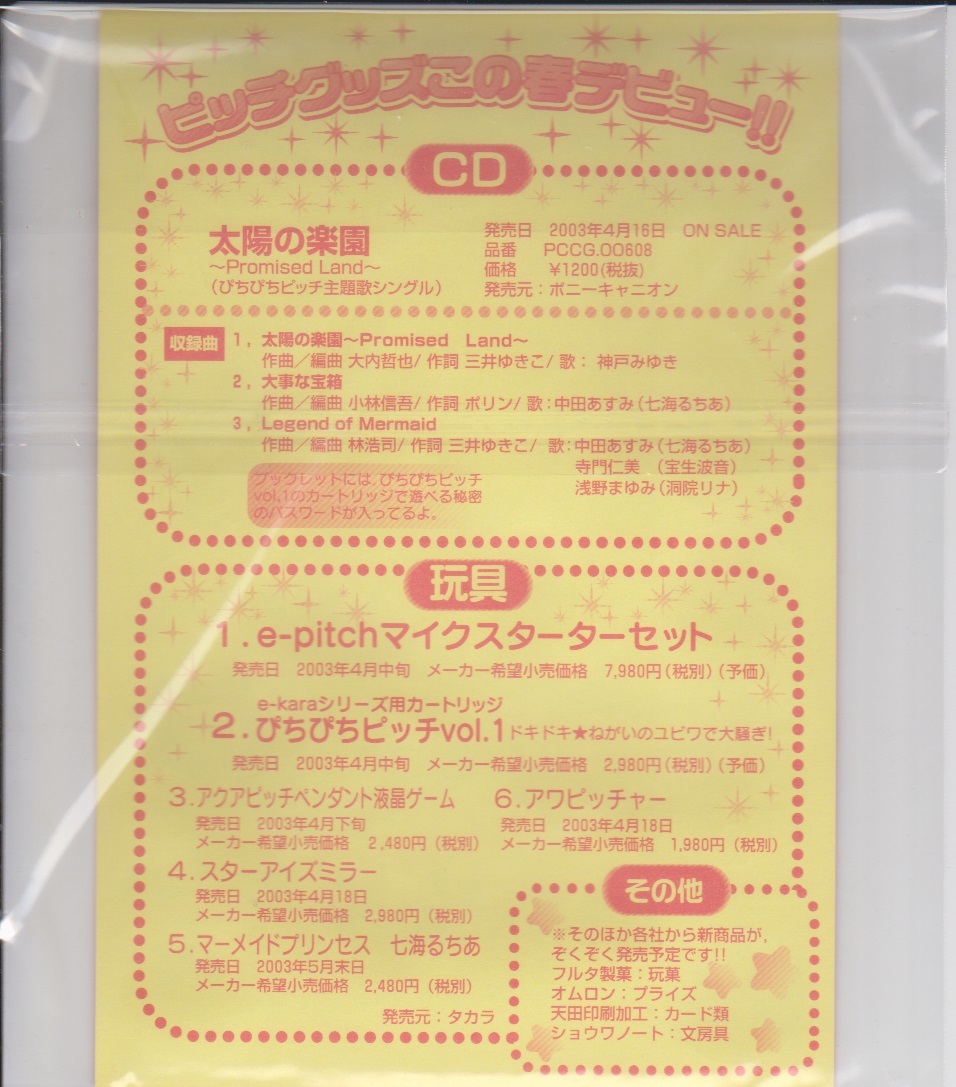 ピッチグッズこの春デビュー!!
CD
太陽の楽園
～Promised Land～
（ぴちぴちピッチ主題歌シングル）
発売日　2003年4月16日　ON SALE
品番　PCCG.00608
価格　¥1200(税抜)
発売元：ポニーキャニオン
収録曲
1，太陽の楽園～Promised　Land～
作曲／編曲 大内哲也/ 作詞 三井ゆきこ/ 歌： 神戸みゆき
2，大事な宝箱
作曲／編曲 小林信吾/ 作詞 ポリン/ 歌：中田あすみ（七海るちあ）
3，Legend of Mermaid
作曲／編曲 林浩司/ 作詞 三井ゆきこ/ 歌：中田あすみ（七海るちあ）
寺門仁美　（宝生波音）
浅野まゆみ（洞院リナ）
ブックレットには、ぴちぴちピッチ
vol.1のカートリッジで遊べる秘密
のパスワードが入ってるよ。
玩具
1．e-pitchマイクスターターセット
発売日　2003年4月中旬　メーカー希望小売価格　7,980円（税別）（予価）
e-karaシリーズ用カートリッジ
2．ぴちぴちピッチvol.1ドキドキ★ねがいのユビワで大騒ぎ!
発売日　2003年4月中旬　メーカー希望小売価格　2,980円（税別）（予価）
3．アクアピッチペンダント液晶ゲーム
発売日　2003年4月下旬
メーカー希望小売価格　2,480円（税別）
4．スターアイズミラー
発売日　2003年4月18日
メーカー希望小売価格　2,980円（税別）
5．マーメイドプリンセス　七海るちあ
発売日　2003年5月末日
メーカー希望小売価格　2,480円（税別）
6．アワピッチャー
発売日　2003年4月18日
メーカー希望小売価格　1,980円（税別）
発売元：タカラ
その他
※そのほか各社から新商品が、
ぞくぞく発売予定です!!
フルタ製菓：玩菓
オムロン：プライズ
天田印刷加工：カード類
ショウワノート：文房具